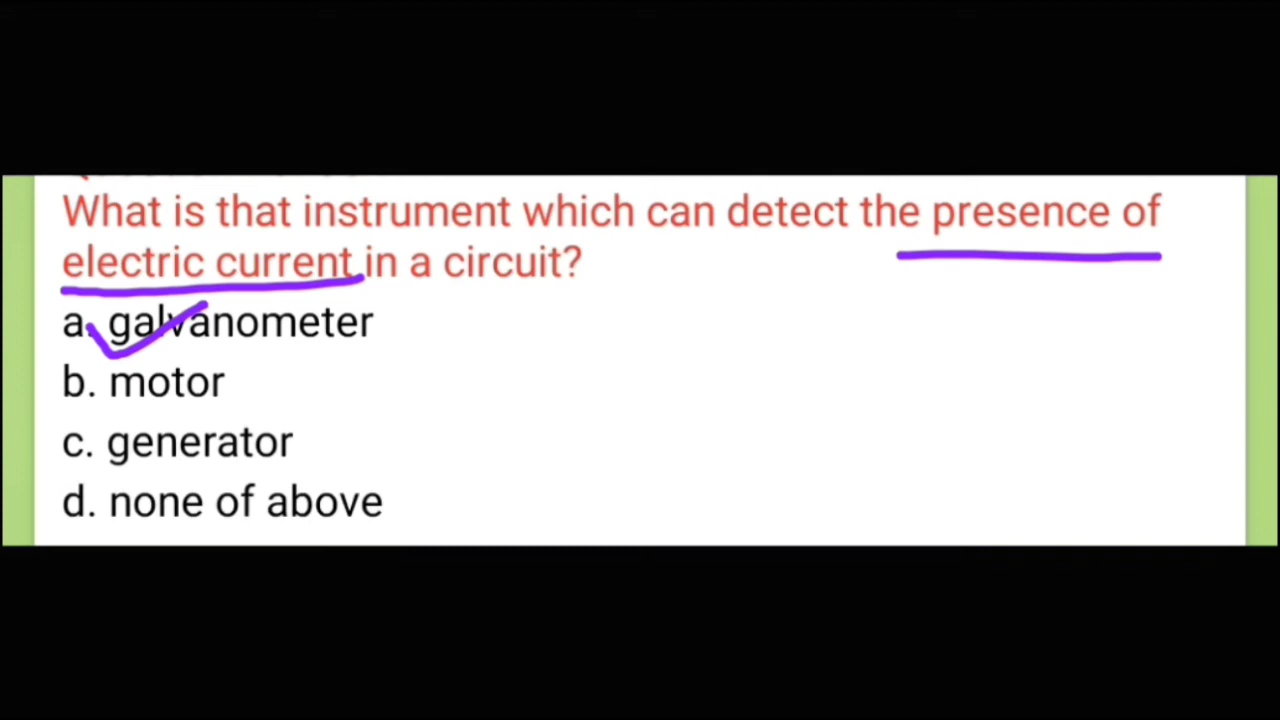 What is that instrument which can detect the presence of
electric current in a circuit?
a. galvanometer
b. motor
c. generator
d. none of above